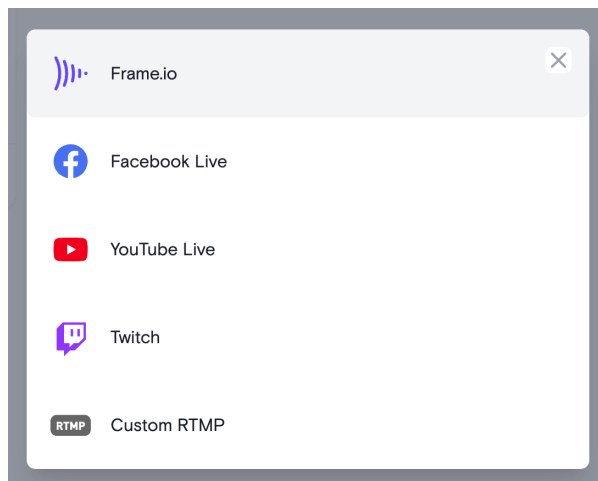 Frame.io
Facebook Live
YouTube Live
Twitch
RTMP Custom RTMP